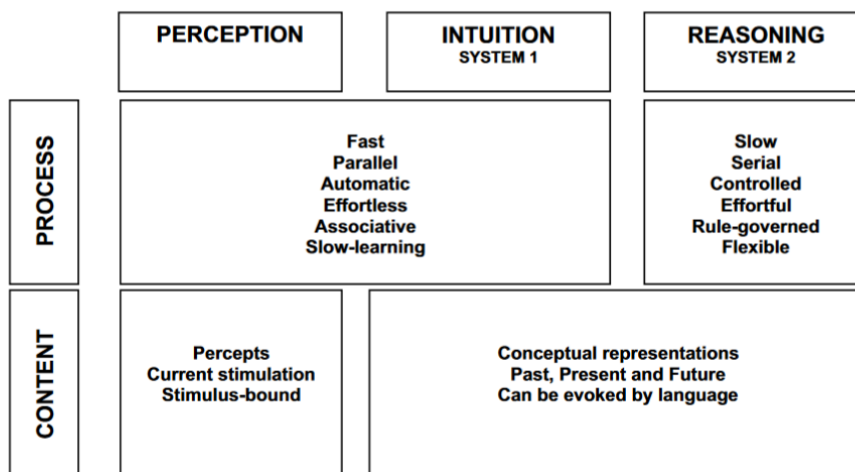 PERCEPTION
INTUITION
SYSTEM 1
REASONING
SYSTEM 2
PROCESS
Fast
Parallel
Automatic
Effortless
Associative
Slow-learning
Slow
Serial
Controlled
Effortful
Rule-governed
Flexible
CONTENT
Percepts
Current stimulation
Stimulus-bound
Conceptual representations
Past, Present and Future
Can be evoked by language